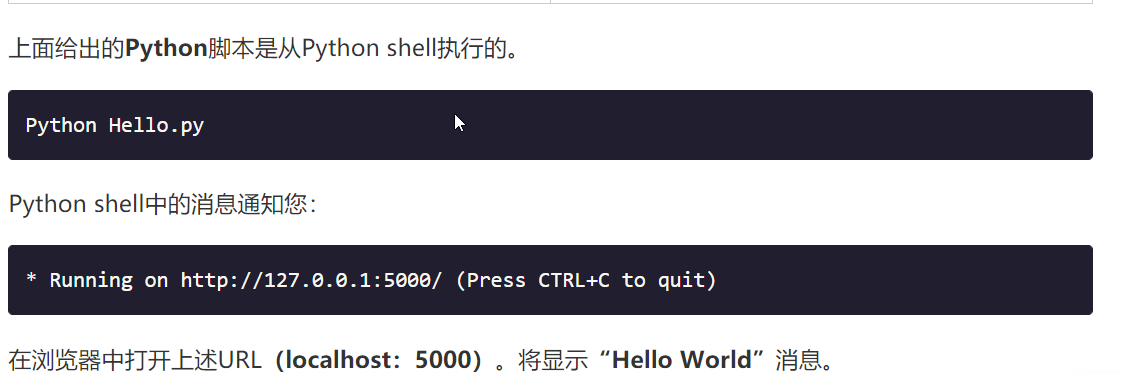 上面给出的Python脚本是从Python shell执行的。
Python Hello.py
Python shell中的消息通知您：
* Running on http://127.0.0.1:5000/ (Press CTRL+C to quit)
在浏览器中打开上述URL（localhost：5000）。将显示“Hello World”消息。